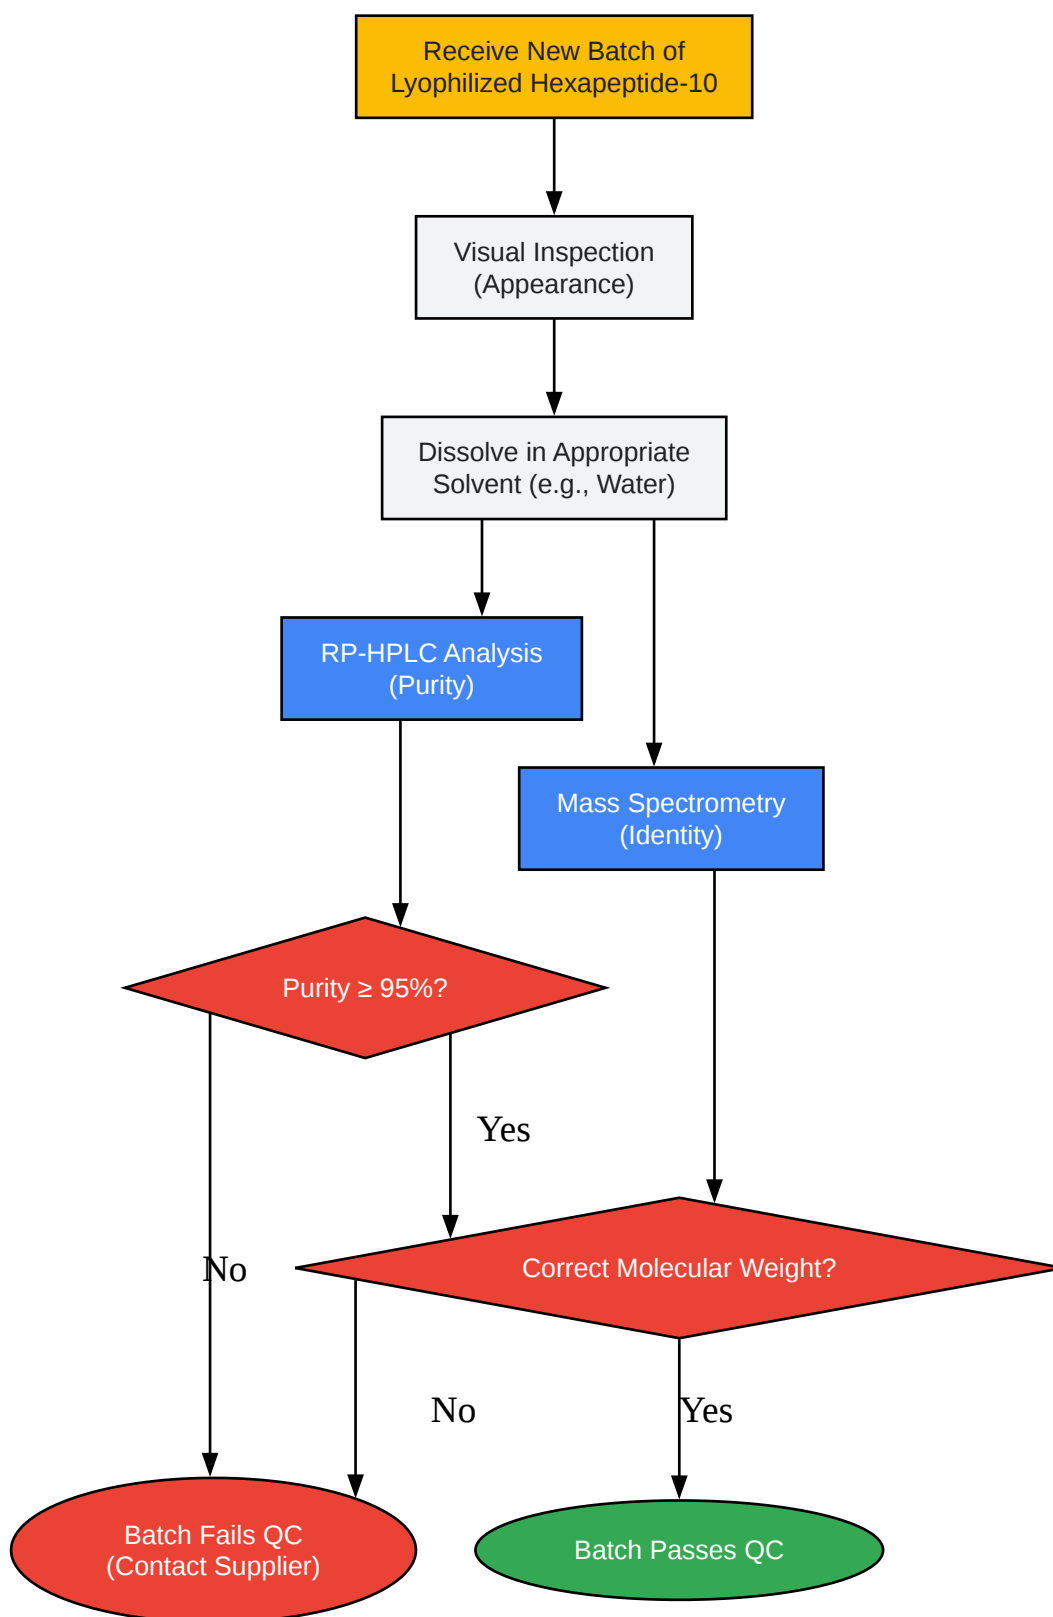 Receive New Batch of
Lyophilized Hexapeptide-10
Visual Inspection
(Appearance)
Dissolve in Appropriate
Solvent (e.g., Water)
RP-HPLC Analysis
(Purity)
Mass Spectrometry
(Identity)
Purity ≥ 95%?
Yes
No
Correct Molecular Weight?
No
Yes
Batch Fails QC
(Contact Supplier)
Batch Passes QC